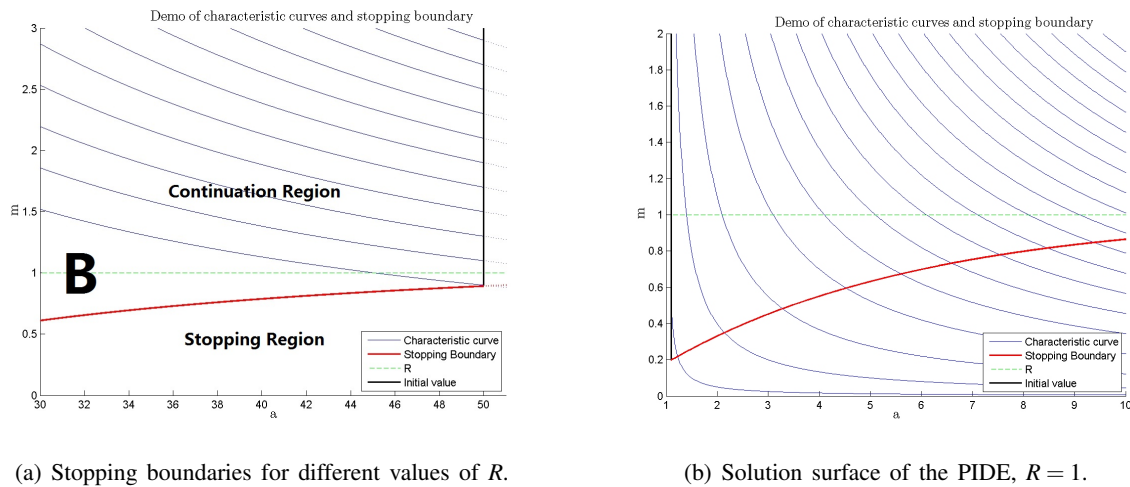 Demo of characteristic curves and stopping boundary
3
2.5
2
1.5
1
0.5
0
m
30 32 34 36 38 40 42 44 46 48 50
a
Continuation Region
B
Stopping Region
Characteristic curve
Stopping Boundary
R
Initial value
(a) Stopping boundaries for different values of R.
Demo of characteristic curves and stopping boundary
2
1.8
1.6
1.4
1.2
1
0.8
0.6
0.4
0.2
0
m
1 2 3 4 5 6 7 8 9 10
a
Characteristic curve
Stopping Boundary
R
Initial value
(b) Solution surface of the PIDE, R = 1.